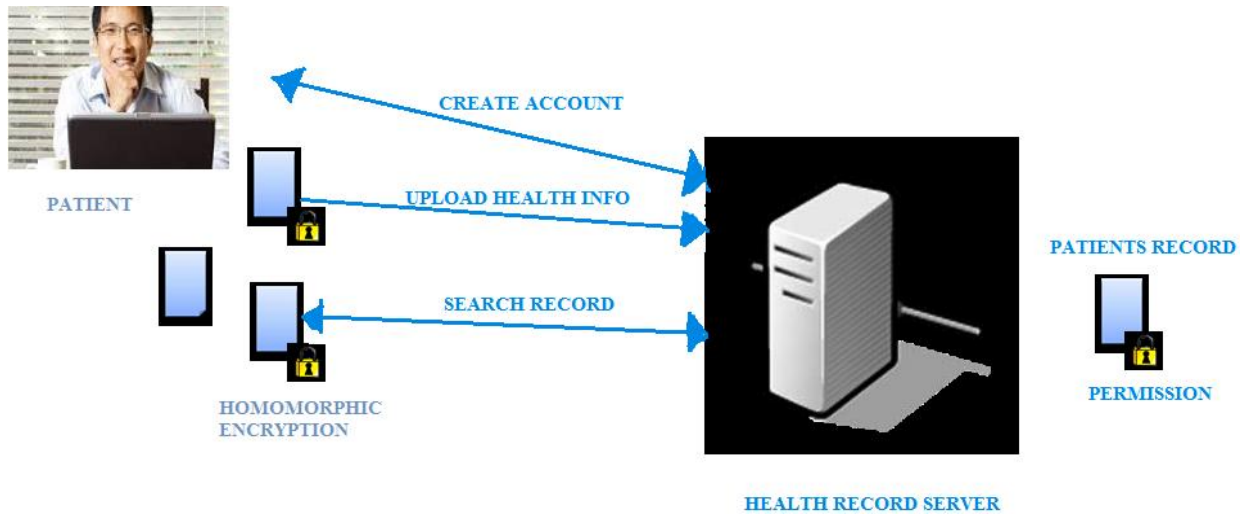 CREATE ACCOUNT
PATIENT
UPLOAD HEALTH INFO
PATIENTS RECORD
SEARCH RECORD
PERMISSION
HOMOMORPHIC
ENCRYPTION
HEALTH RECORD SERVER